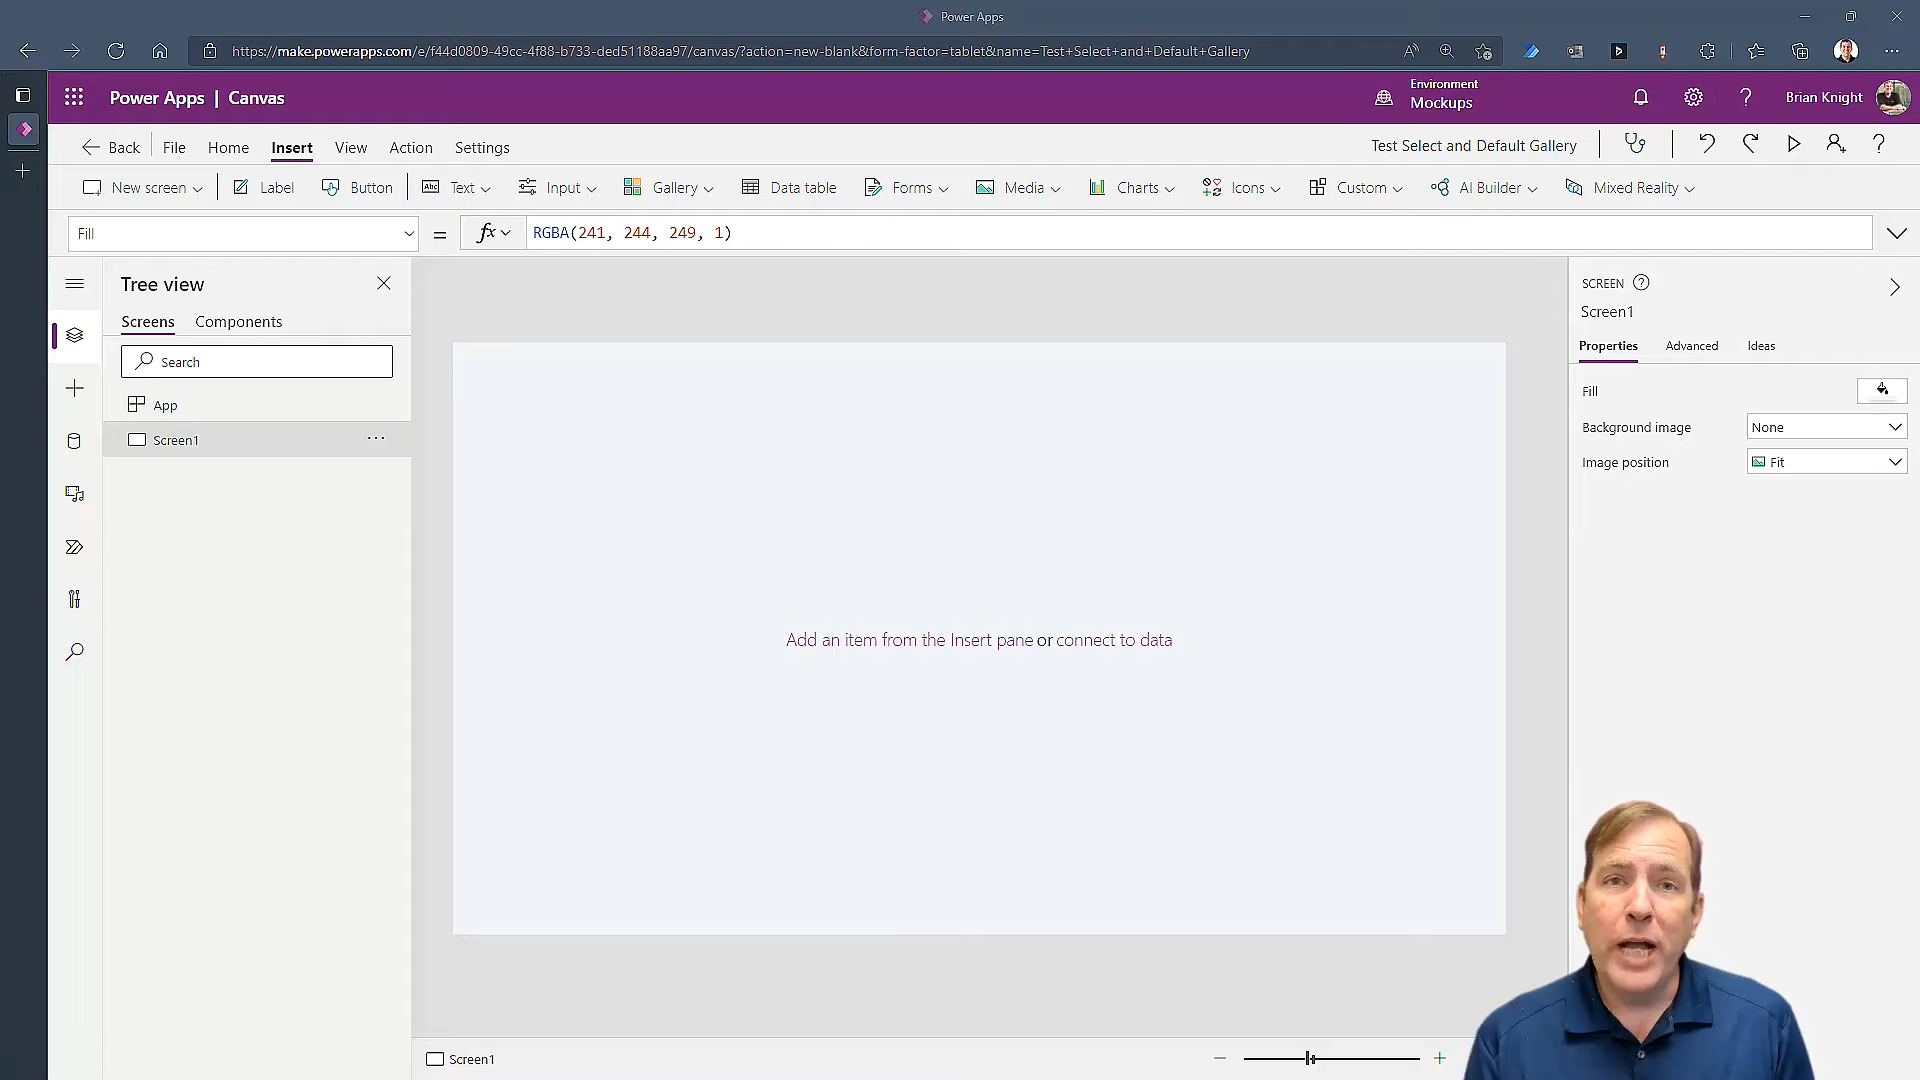 Power Apps
https://make.powerapps.com/e/f44d0809-49cc-4f88-b733-ded51188aa97/canvas/?action=new-blank&form-factor=tablet&name=Test+Select+and+Default+Gallery
Power Apps | Canvas
Environment
Mockups
Brian Knight
Back File Home Insert View Action Settings
Test Select and Default Gallery
New screen Label Button Text Input Gallery Data table Forms Media Charts Icons Custom AI Builder Mixed Reality
Fill = fx RGBA(241, 244, 249, 1)
Tree view
Screens Components
Search
App
Screen1
Add an item from the Insert pane or connect to data
SCREEN
Screen1
Properties Advanced Ideas
Fill
Background image None
Image position Fit
Screen1